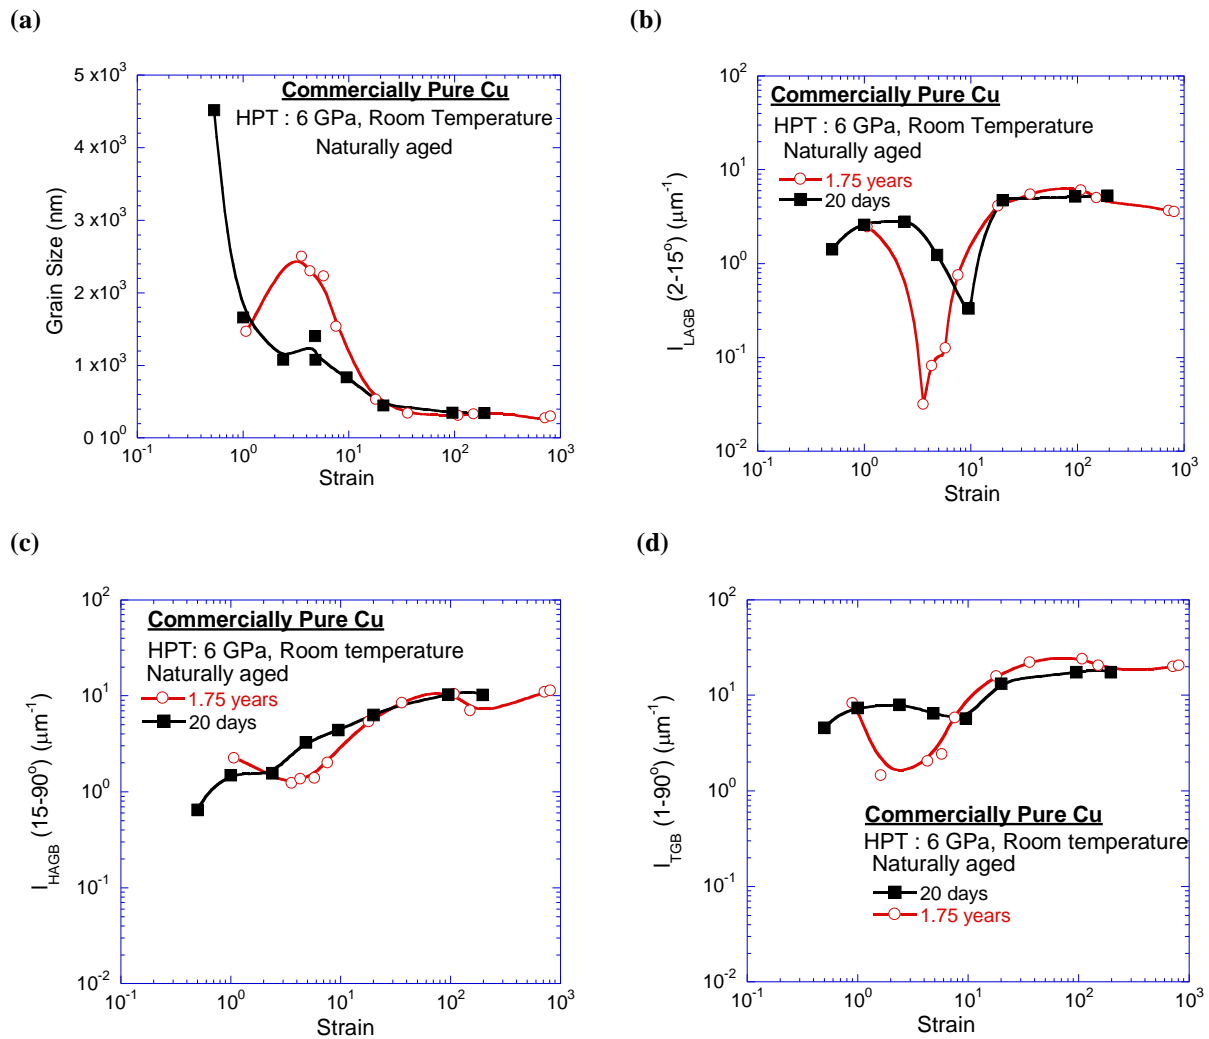 (a)
5 x10³
4 x10³
3 x10³
2 x10³
1 x10³
0 10⁰
Grain Size (nm)
Commercially Pure Cu
HPT : 6 GPa, Room Temperature
Naturally aged
10⁻¹ 10⁰ 10¹ 10² 10³
Strain
(b)
10²
10¹
10⁰
10⁻¹
10⁻²
I_LAGB (2-15°) (μm⁻¹)
Commercially Pure Cu
HPT : 6 GPa, Room Temperature
Naturally aged
1.75 years
20 days
10⁻¹ 10⁰ 10¹ 10² 10³
Strain
(c)
10²
10¹
10⁰
10⁻¹
10⁻²
I_HAGB (15-90°) (μm⁻¹)
Commercially Pure Cu
HPT: 6 GPa, Room temperature
Naturally aged
1.75 years
20 days
10⁻¹ 10⁰ 10¹ 10² 10³
Strain
(d)
10²
10¹
10⁰
10⁻¹
10⁻²
I_TGB (1-90°) (μm⁻¹)
Commercially Pure Cu
HPT : 6 GPa, Room temperature
Naturally aged
20 days
1.75 years
10⁻¹ 10⁰ 10¹ 10² 10³
Strain